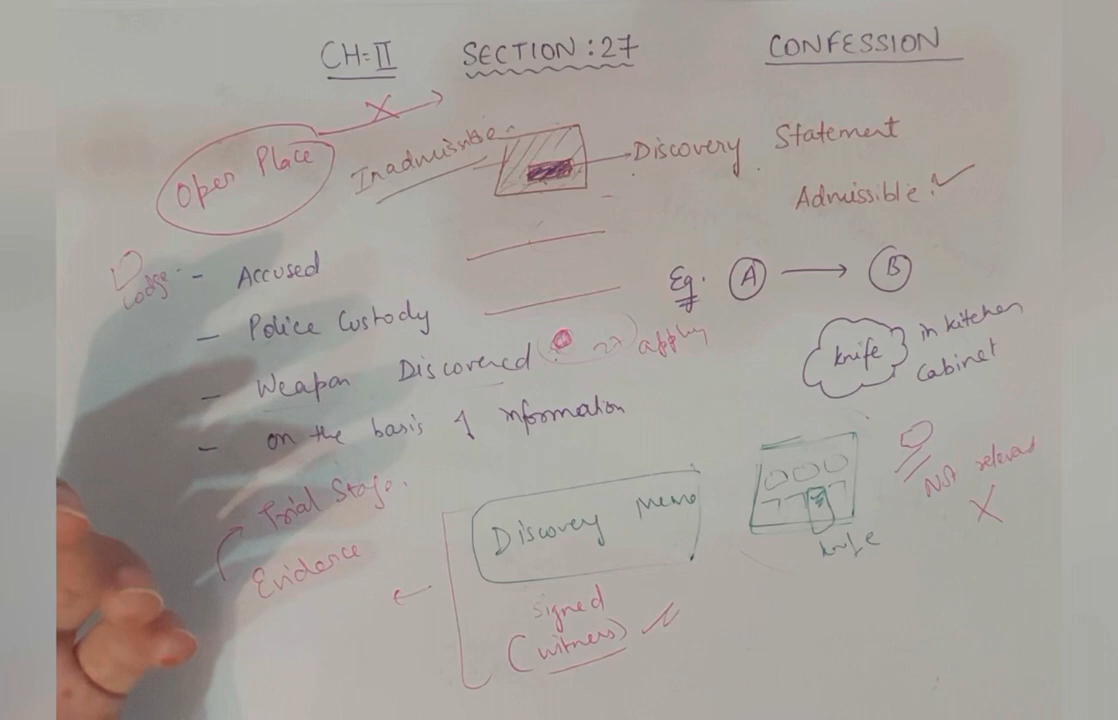 CH=II SECTION : 27 CONFESSION
Open Place
Inadmissible
Discovery Statement
Admissible.
- Accused
- Police Custody
- Weapon Discovered.
apply
- on the basis of information
Eg. A B
knife in kitchen
cabinet
Trial Stage.
Evidence
Discovery Memo
signed
(witness)
knife
Not relevant